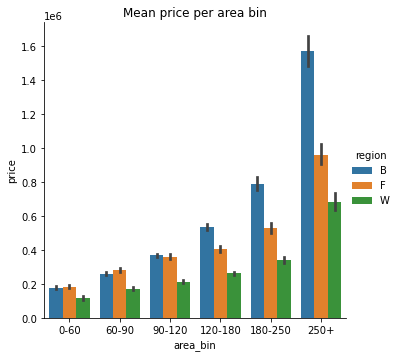 Mean price per area bin
1e6
1.6
1.4
1.2
1.0
0.8
0.6
0.4
0.2
0.0
price
0-60 60-90 90-120 120-180 180-250 250+
area_bin
region
B
F
W